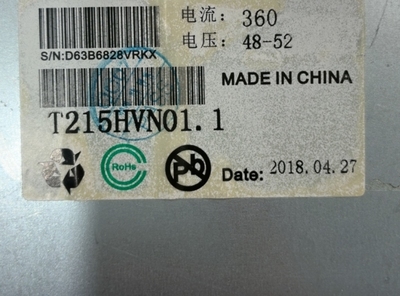 电流: 360
电压: 48-52
S/N:D63B6828VRKX
MADE IN CHINA
T215HVN01.1
RoHs
Pb
Date: 2018.04.27